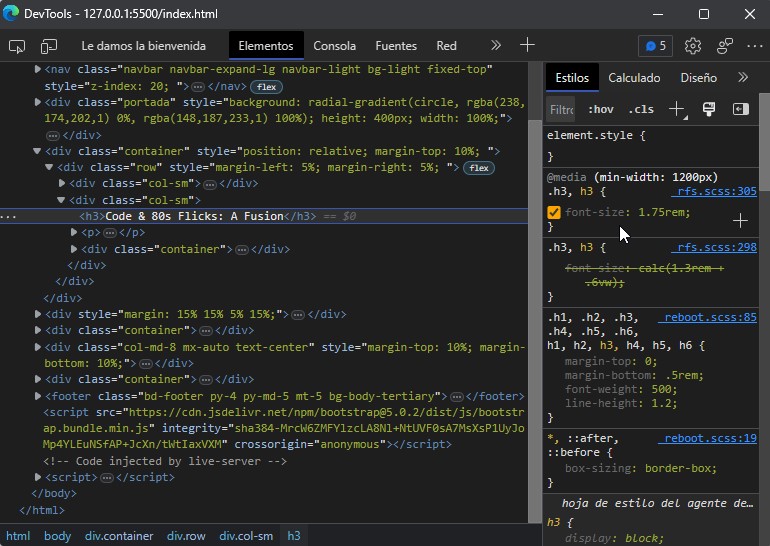 DevTools - 127.0.0.1:5500/index.html
Le damos la bienvenida Elementos Consola Fuentes Red 5
<nav class="navbar navbar-expand-lg navbar-light bg-light fixed-top"
style="z-index: 20; "> … </nav> flex
<div class="portada" style="background: radial-gradient(circle, rgba(238,
174,202,1) 0%, rgba(148,187,233,1) 100%); height: 400px; width: 100%;">
… </div>
<div class="container" style="position: relative; margin-top: 10%; ">
<div class="row" style="margin-left: 5%; margin-right: 5%; "> flex
<div class="col-sm"> … </div>
<div class="col-sm">
··· <h3>Code & 80s Flicks: A Fusion</h3> == $0
<p> … </p>
<div class="container"> … </div>
</div>
</div>
</div>
<div style="margin: 15% 15% 5% 15%;"> … </div>
<div class="container"> … </div>
<div class="col-md-8 mx-auto text-center" style="margin-top: 10%; margin-
bottom: 10%;"> … </div>
<div class="container"> … </div>
<footer class="bd-footer py-4 py-md-5 mt-5 bg-body-tertiary"> … </footer>
<script src="https://cdn.jsdelivr.net/npm/bootstrap@5.0.2/dist/js/bootstr
ap.bundle.min.js" integrity="sha384-MrcW6ZMFYlzcLA8Nl+NtUVF0sA7MsXsP1UyJo
Mp4YLEuNSfAP+JcXn/tWtIaxVXM" crossorigin="anonymous"></script>
<!-- Code injected by live-server -->
<script> … </script>
</body>
</html>
html body div.container div.row div.col-sm h3
Estilos Calculado Diseño
Filtro :hov .cls
element.style {
}
@media (min-width: 1200px)
.h3, h3 { _rfs.scss:305
font-size: 1.75rem;
}
.h3, h3 { _rfs.scss:298
font-size: calc(1.3rem +
.6vw);
}
.h1, .h2, .h3, _reboot.scss:85
.h4, .h5, .h6,
h1, h2, h3, h4, h5, h6 {
margin-top: 0;
margin-bottom: .5rem;
font-weight: 500;
line-height: 1.2;
}
*, ::after, _reboot.scss:19
::before {
box-sizing: border-box;
}
hoja de estilo del agente de…
h3 {
display: block;